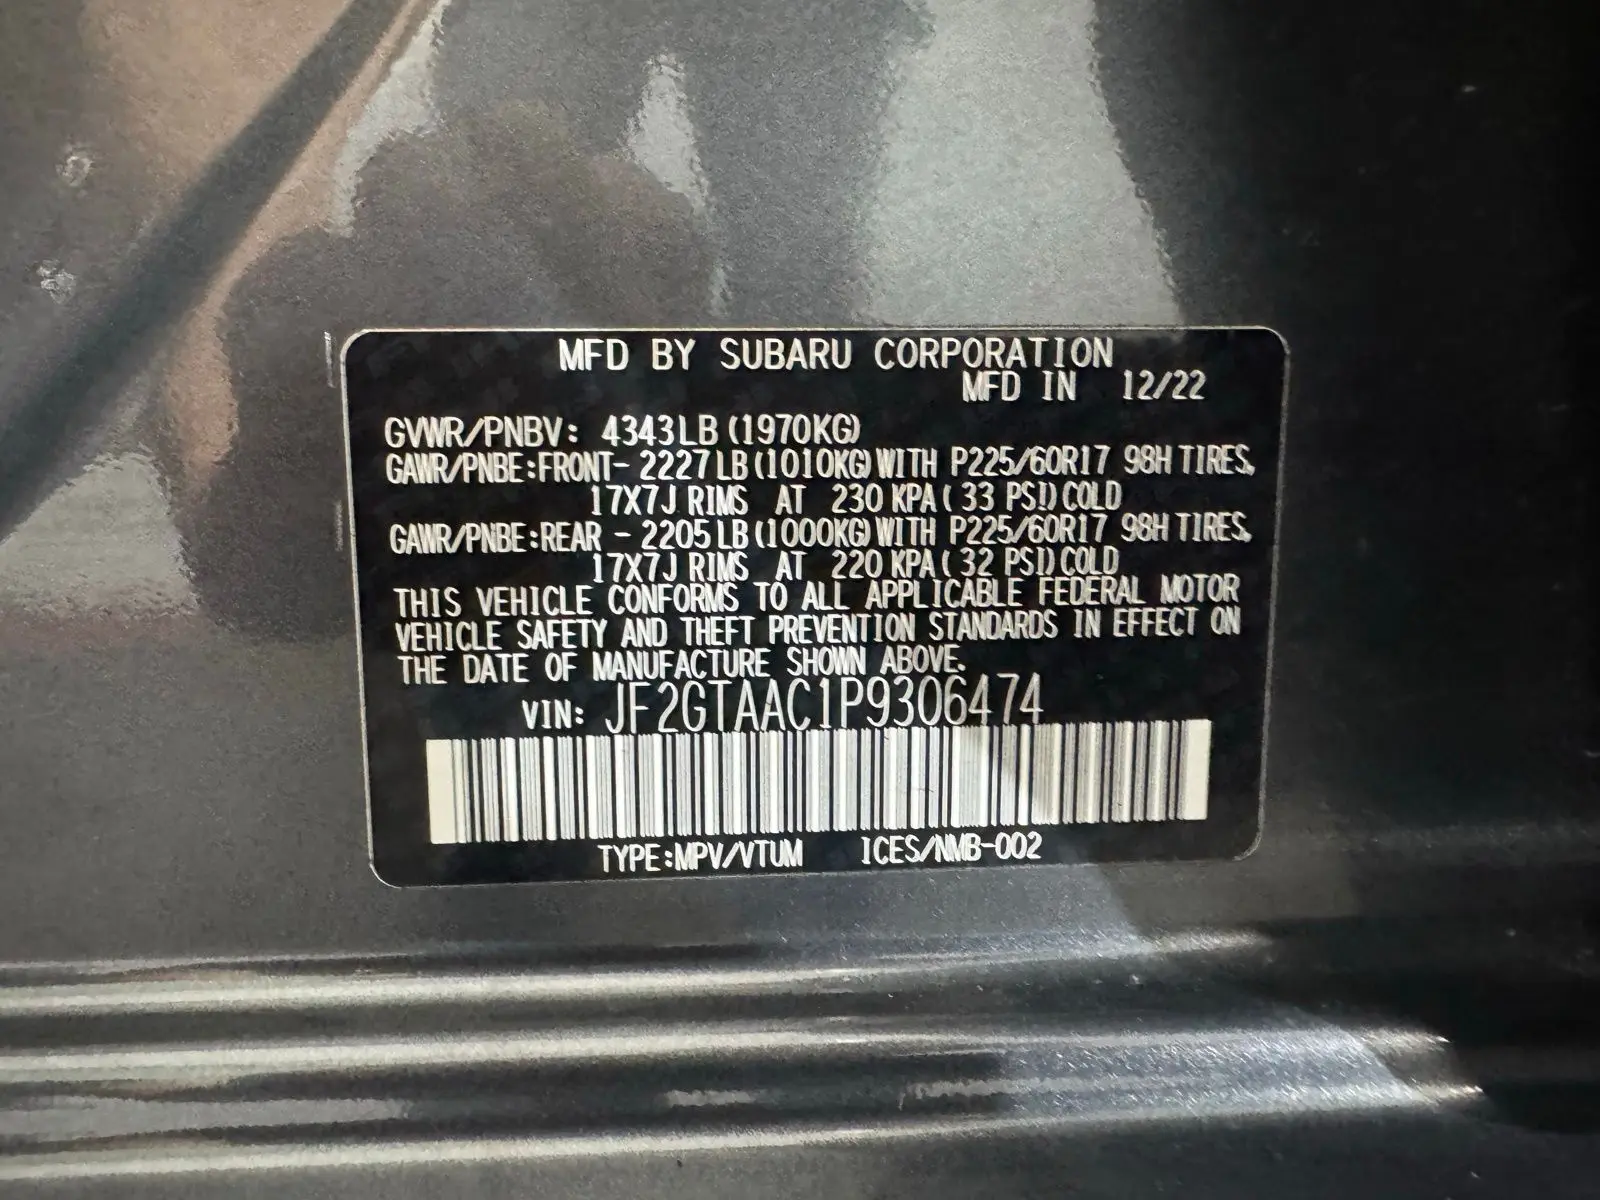 MFD BY SUBARU CORPORATION
MFD IN 12/22
GVWR/PNBV: 4343LB(1970KG)
GAWR/PNBE:FRONT- 2227LB(1010KG)WITH P225/60R17 98H TIRES,
17X7J RIMS AT 230 KPA( 33 PSI)COLD
GAWR/PNBE:REAR - 2205LB(1000KG)WITH P225/60R17 98H TIRES,
17X7J RIMS AT 220 KPA( 32 PSI)COLD
THIS VEHICLE CONFORMS TO ALL APPLICABLE FEDERAL MOTOR
VEHICLE SAFETY AND THEFT PREVENTION STANDARDS IN EFFECT ON
THE DATE OF MANUFACTURE SHOWN ABOVE.
VIN: JF2GTAAC1P9306474
TYPE:MPV/VTUM ICES/NMB-002